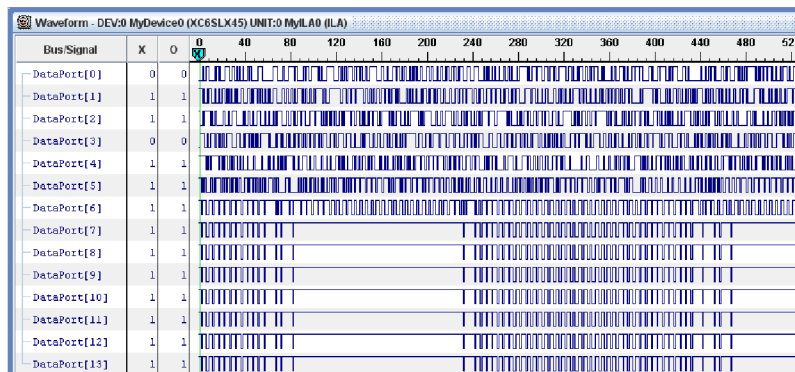 Waveform - DEV:0 MyDevice0 (XC6SLX45) UNIT:0 MyILA0 (ILA)
Bus/Signal X O 0 40 80 120 160 200 240 280 320 360 400 440 480 52
X
DataPort[0] 0 0
DataPort[1] 1 1
DataPort[2] 1 1
DataPort[3] 0 0
DataPort[4] 1 1
DataPort[5] 1 1
DataPort[6] 1 1
DataPort[7] 1 1
DataPort[8] 1 1
DataPort[9] 1 1
DataPort[10] 1 1
DataPort[11] 1 1
DataPort[12] 1 1
DataPort[13] 1 1